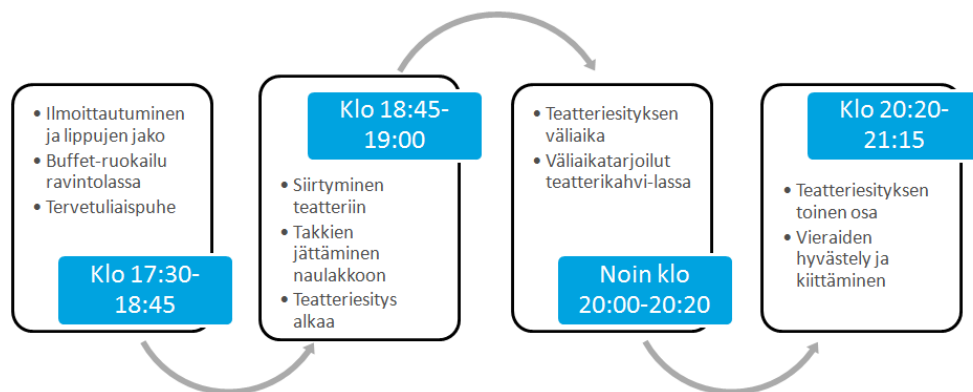 • Ilmoittautuminen
ja lippujen jako
• Buffet-ruokailu
ravintolassa
• Tervetuliaispuhe
Klo 17:30-
18:45
Klo 18:45-
19:00
• Siirtyminen
teatteriin
• Takkien
jättäminen
naulakkoon
• Teatteriesitys
alkaa
• Teatteriesityksen
väliaika
• Väliaikatarjoilut
teatterikahvi-lassa
Noin klo
20:00-20:20
Klo 20:20-
21:15
• Teatteriesityksen
toinen osa
• Vieraiden
hyvästely ja
kiittäminen